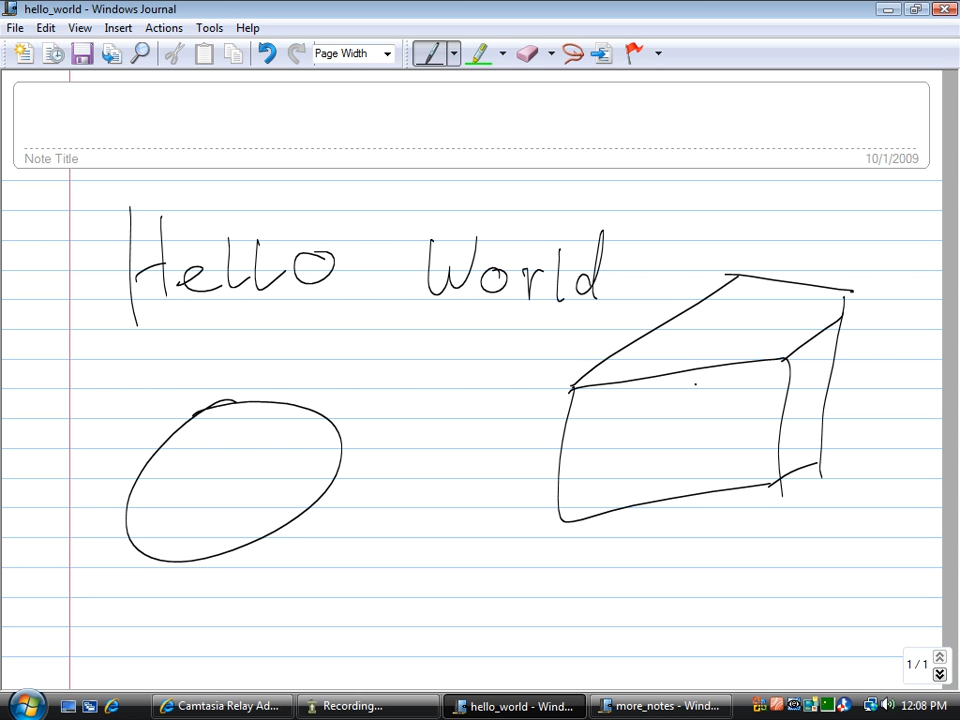 hello_world - Windows Journal
File Edit View Insert Actions Tools Help
Page Width
Note Title 10/1/2009
Hello World
1 / 1
Camtasia Relay Ad... Recording... hello_world - Wind... more_notes - Wind... 12:08 PM